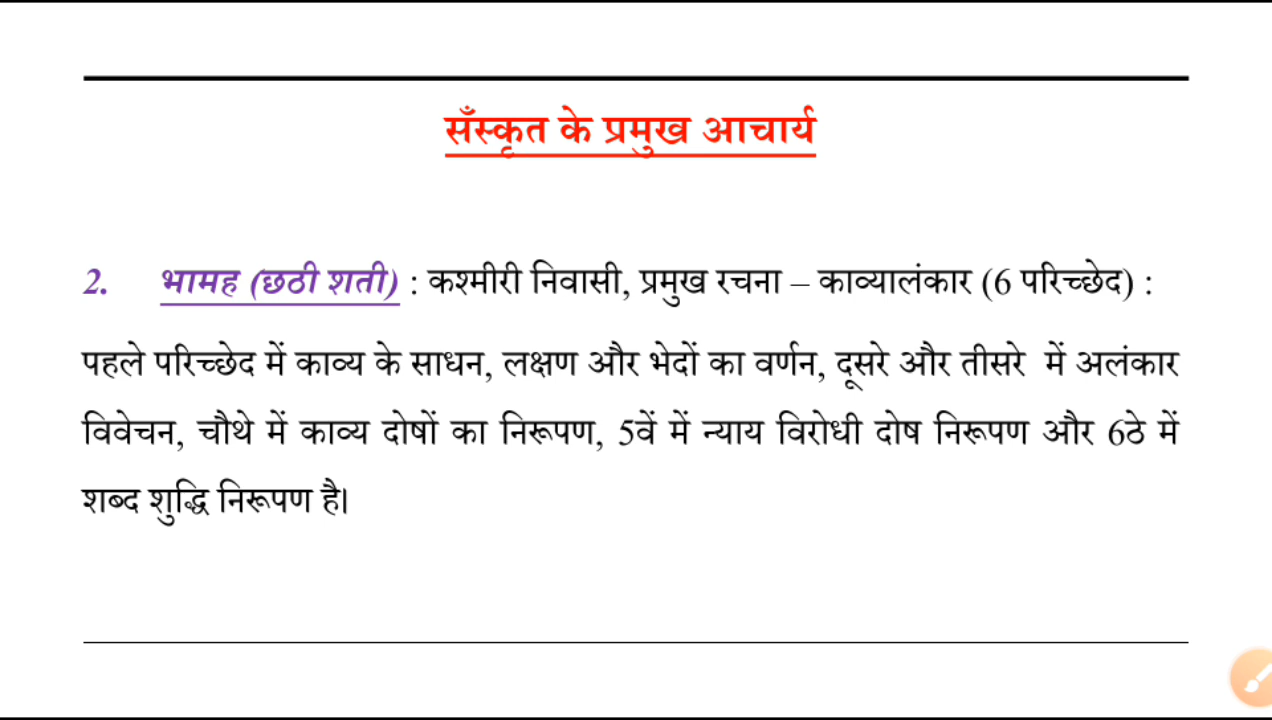 सँस्कृत के प्रमुख आचार्य
2. भामह (छठी शती) : कश्मीरी निवासी, प्रमुख रचना – काव्यालंकार (6 परिच्छेद) :
पहले परिच्छेद में काव्य के साधन, लक्षण और भेदों का वर्णन, दूसरे और तीसरे में अलंकार
विवेचन, चौथे में काव्य दोषों का निरूपण, 5वें में न्याय विरोधी दोष निरूपण और 6ठे में
शब्द शुद्धि निरूपण है।